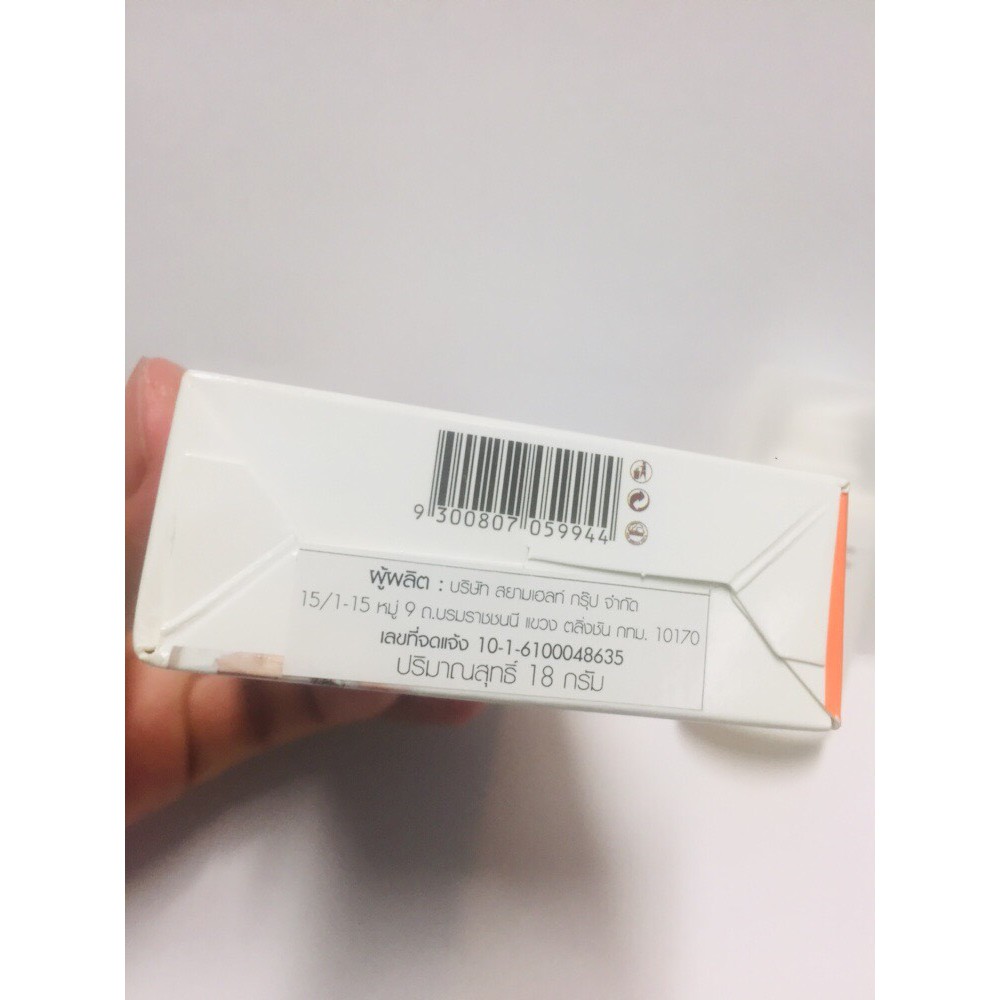 9 300807 059944
ผู้ผลิต : บริษัท สยามเฮลท์ กรุ๊ป จำกัด
15/1-15 หมู่ 9 ถ.บรมราชชนนี แขวง ตลิ่งชัน กทม. 10170
เลขที่จดแจ้ง 10-1-6100048635
ปริมาณสุทธิ์ 18 กรัม